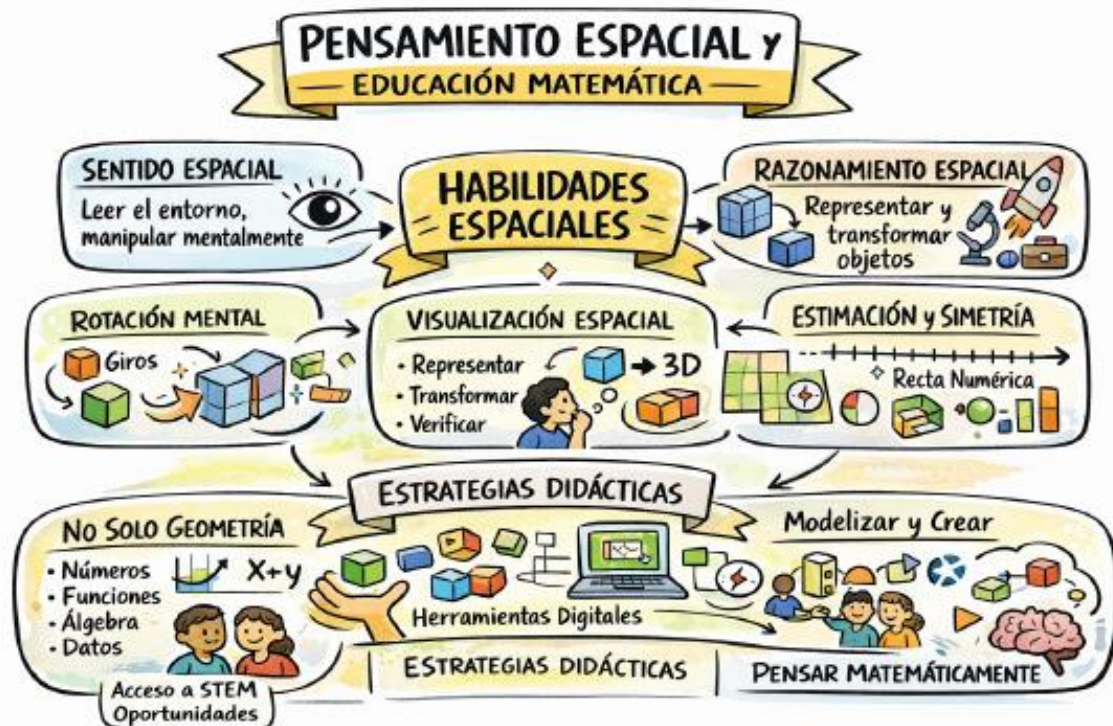 PENSAMIENTO ESPACIAL Y
EDUCACIÓN MATEMÁTICA
SENTIDO ESPACIAL
Leer el entorno,
manipular mentalmente
HABILIDADES
ESPACIALES
RAZONAMIENTO ESPACIAL
Representar y
transformar
objetos
ROTACIÓN MENTAL
Giros
VISUALIZACIÓN ESPACIAL
• Representar
• Transformar
• Verificar
3D
ESTIMACIÓN y SIMETRÍA
Recta Numérica
ESTRATEGIAS DIDÁCTICAS
NO SOLO GEOMETRÍA
• Números
• Funciones
• Álgebra
• Datos
X+y
Acceso a STEM
Oportunidades
Herramientas Digitales
ESTRATEGIAS DIDÁCTICAS
Modelizar y Crear
PENSAR MATEMÁTICAMENTE